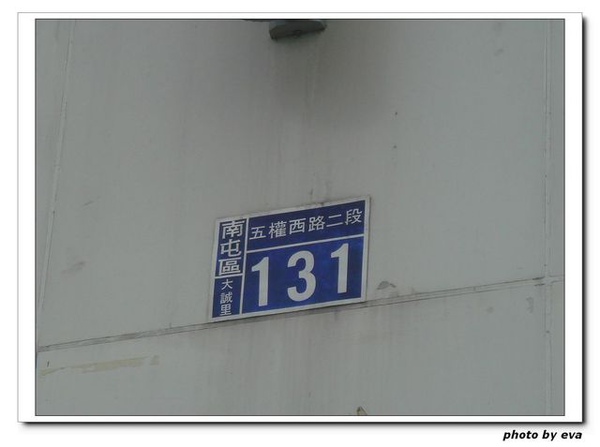 南屯區
大誠里
五權西路二段
131
photo by eva